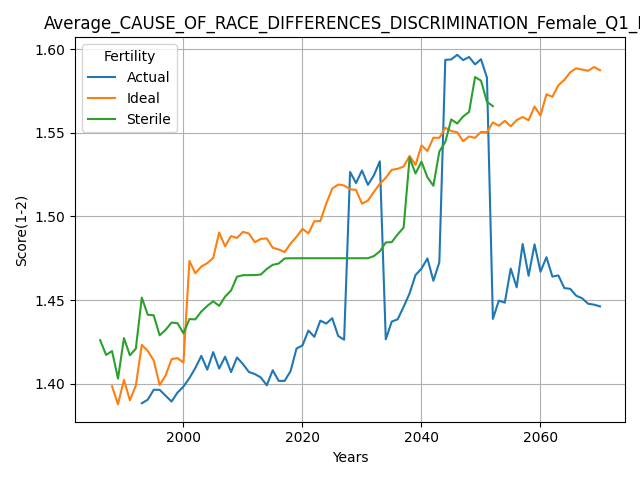 Average_CAUSE_OF_RACE_DIFFERENCES_DISCRIMINATION_Female_Q1_
Fertility
Actual
Ideal
Sterile
Score(1-2)
1.60
1.55
1.50
1.45
1.40
2000 2020 2040 2060
Years